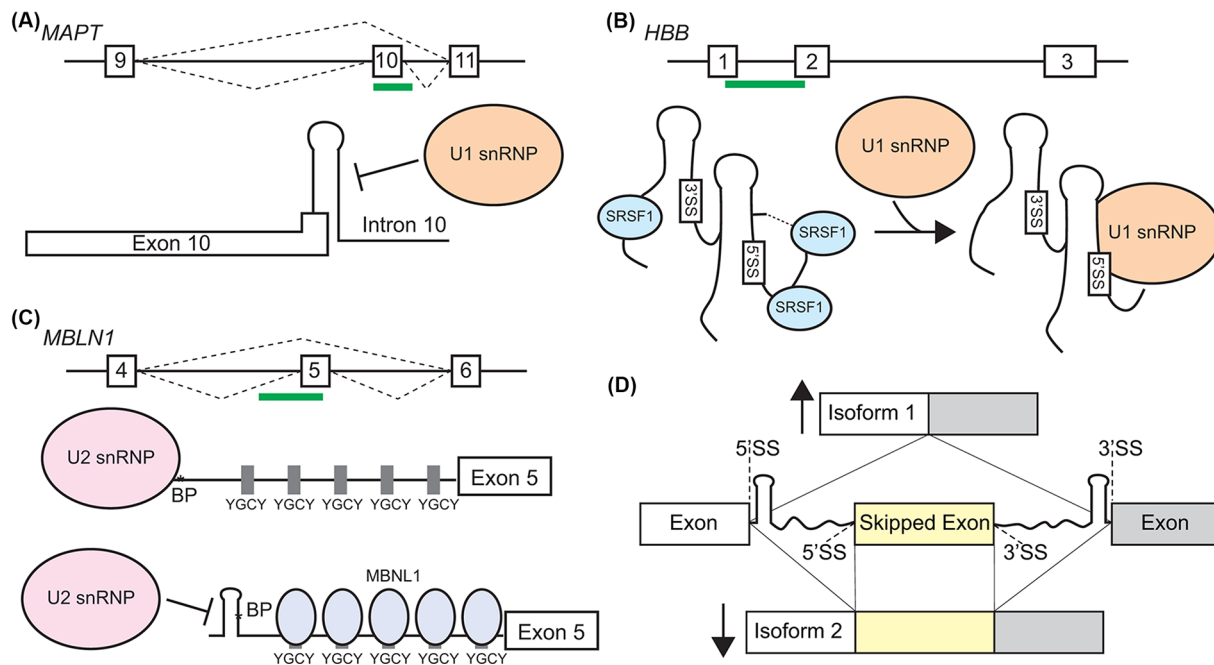 (A)
MAPT
9
10
11
U1 snRNP
Exon 10
Intron 10
(B)
HBB
1
2
3
U1 snRNP
SRSF1
3'SS
5'SS
SRSF1
SRSF1
3'SS
5'SS
U1 snRNP
(C)
MBLN1
4
5
6
U2 snRNP
*
BP
YGCY YGCY YGCY YGCY YGCY
Exon 5
U2 snRNP
*
BP
MBNL1
YGCY YGCY YGCY YGCY YGCY
Exon 5
(D)
Isoform 1
5'SS
3'SS
Exon
Skipped Exon
Exon
5'SS
3'SS
Isoform 2